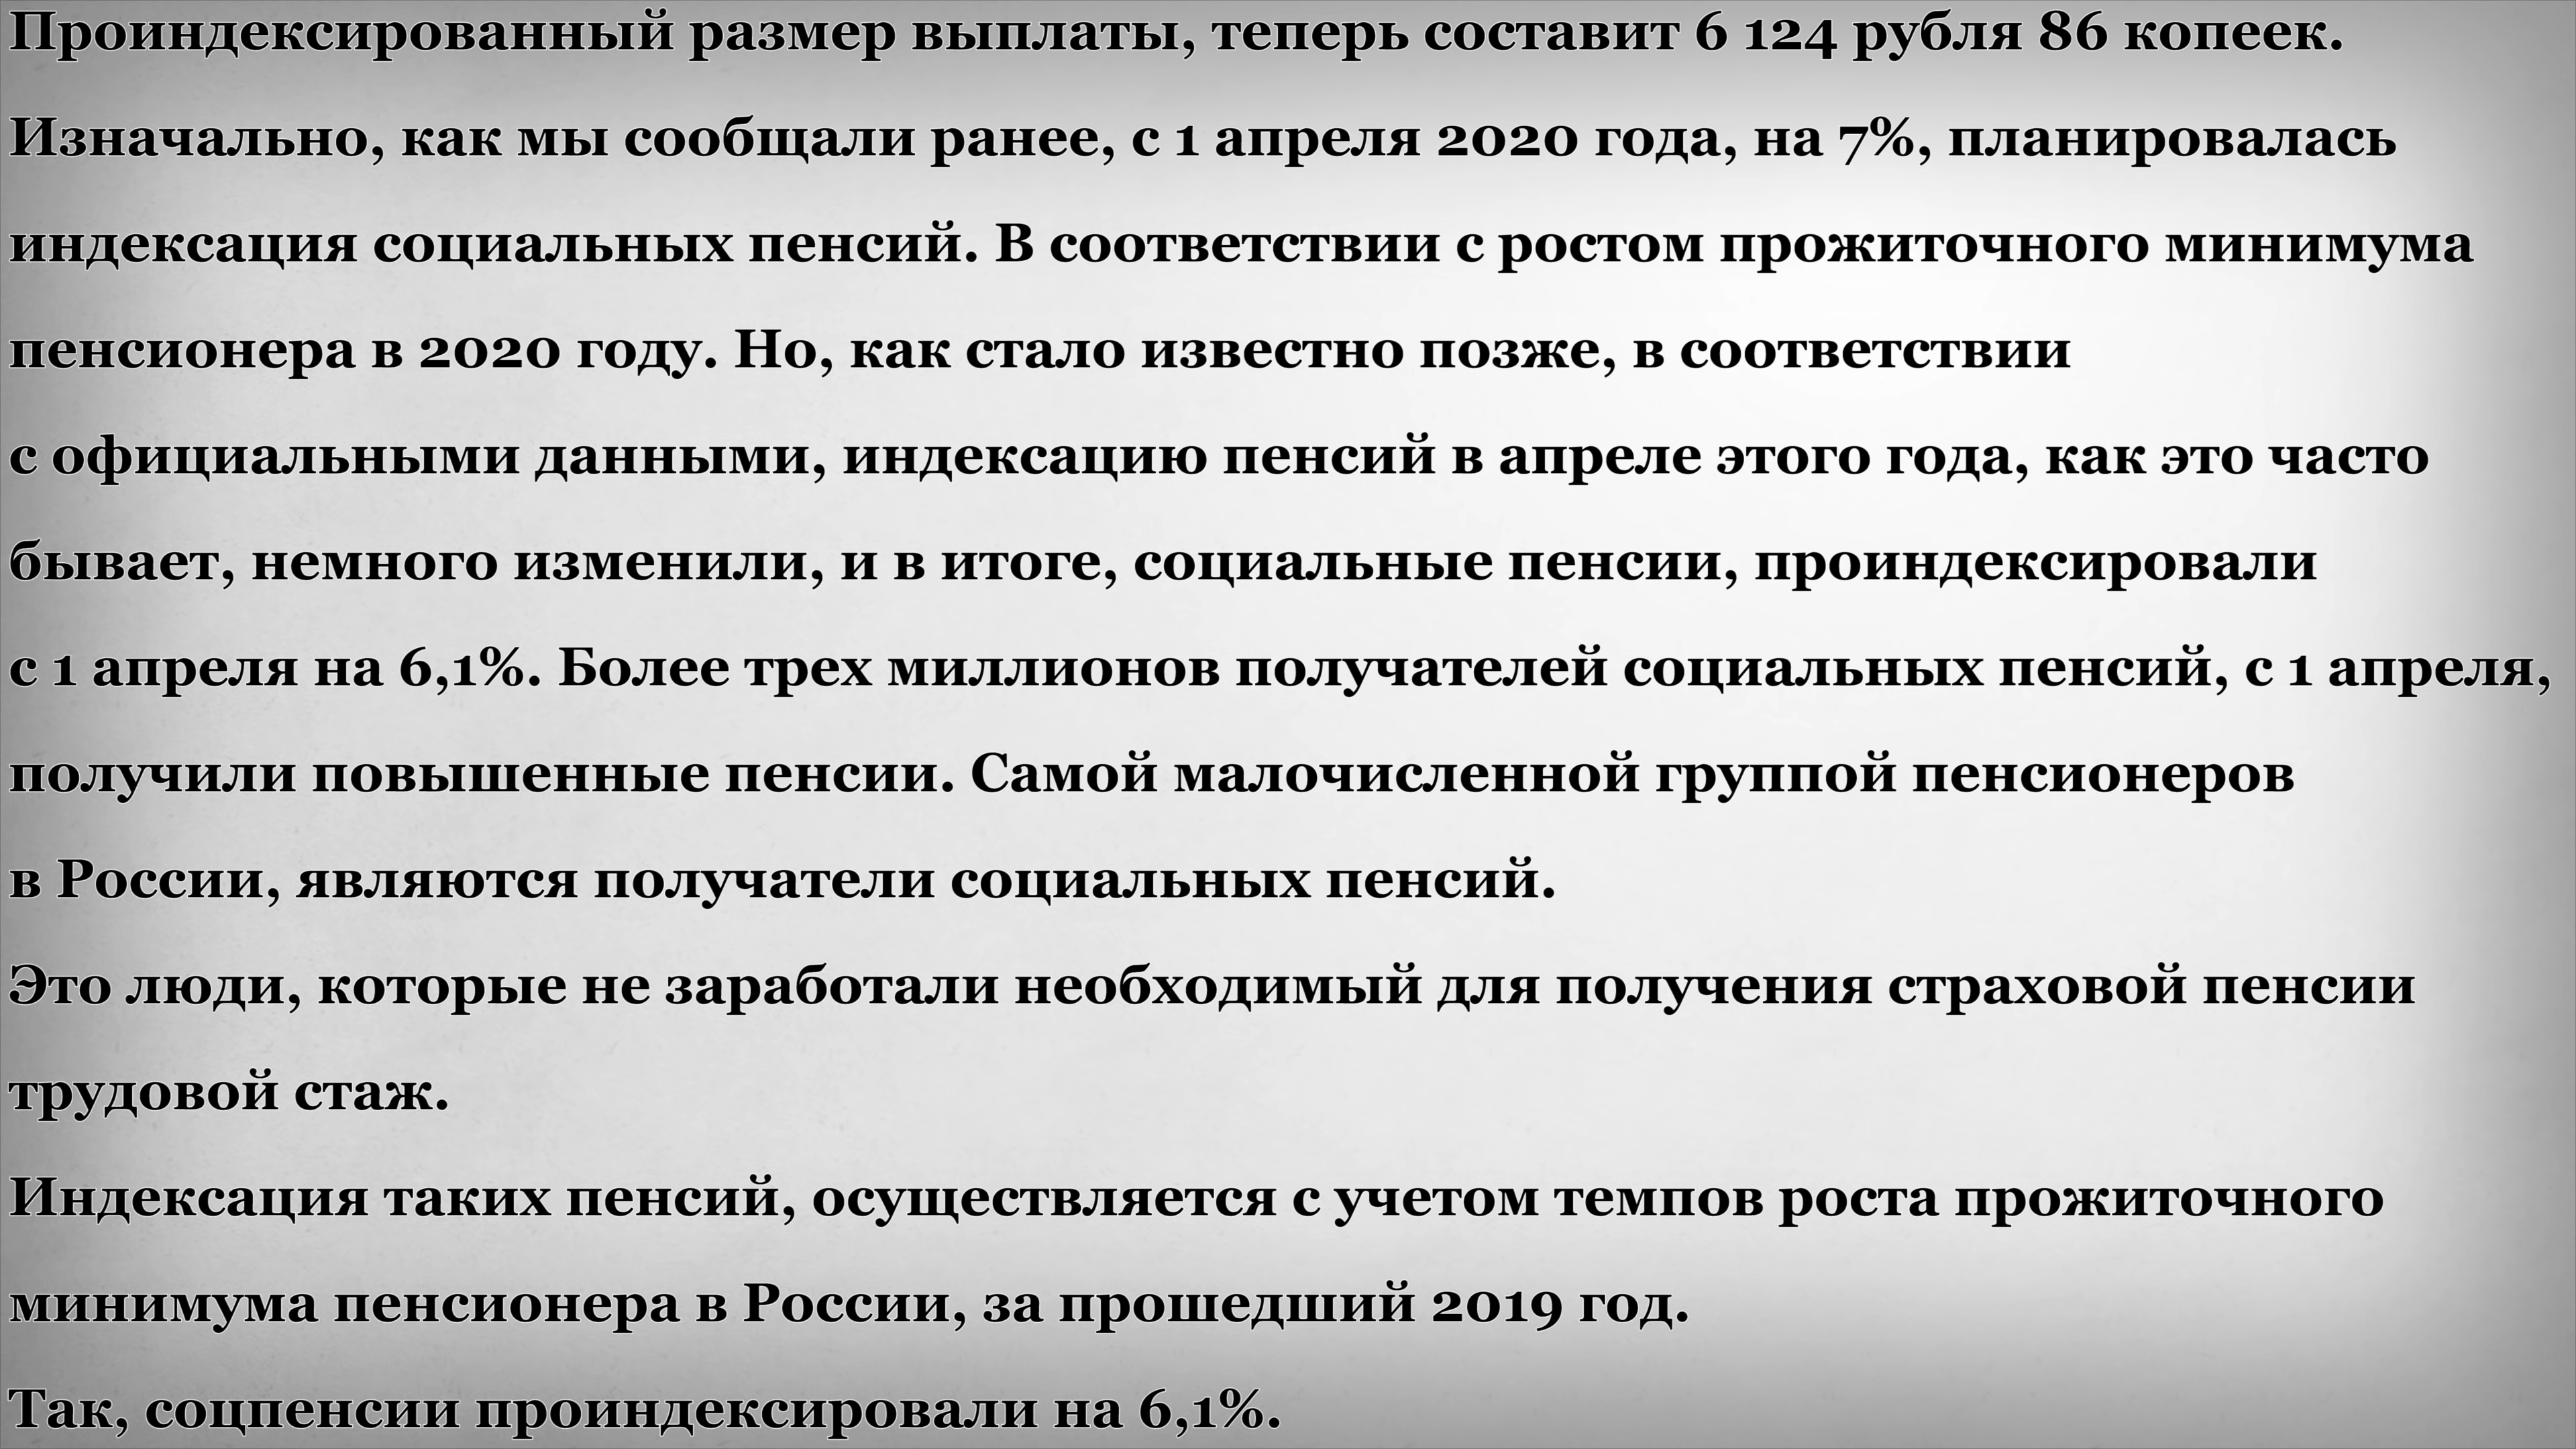 Проиндексированный размер выплаты, теперь составит 6 124 рубля 86 копеек.
Изначально, как мы сообщали ранее, с 1 апреля 2020 года, на 7%, планировалась
индексация социальных пенсий. В соответствии с ростом прожиточного минимума
пенсионера в 2020 году. Но, как стало известно позже, в соответствии
с официальными данными, индексацию пенсий в апреле этого года, как это часто
бывает, немного изменили, и в итоге, социальные пенсии, проиндексировали
с 1 апреля на 6,1%. Более трех миллионов получателей социальных пенсий, с 1 апреля,
получили повышенные пенсии. Самой малочисленной группой пенсионеров
в России, являются получатели социальных пенсий.
Это люди, которые не заработали необходимый для получения страховой пенсии
трудовой стаж.
Индексация таких пенсий, осуществляется с учетом темпов роста прожиточного
минимума пенсионера в России, за прошедший 2019 год.
Так, соцпенсии проиндексировали на 6,1%.